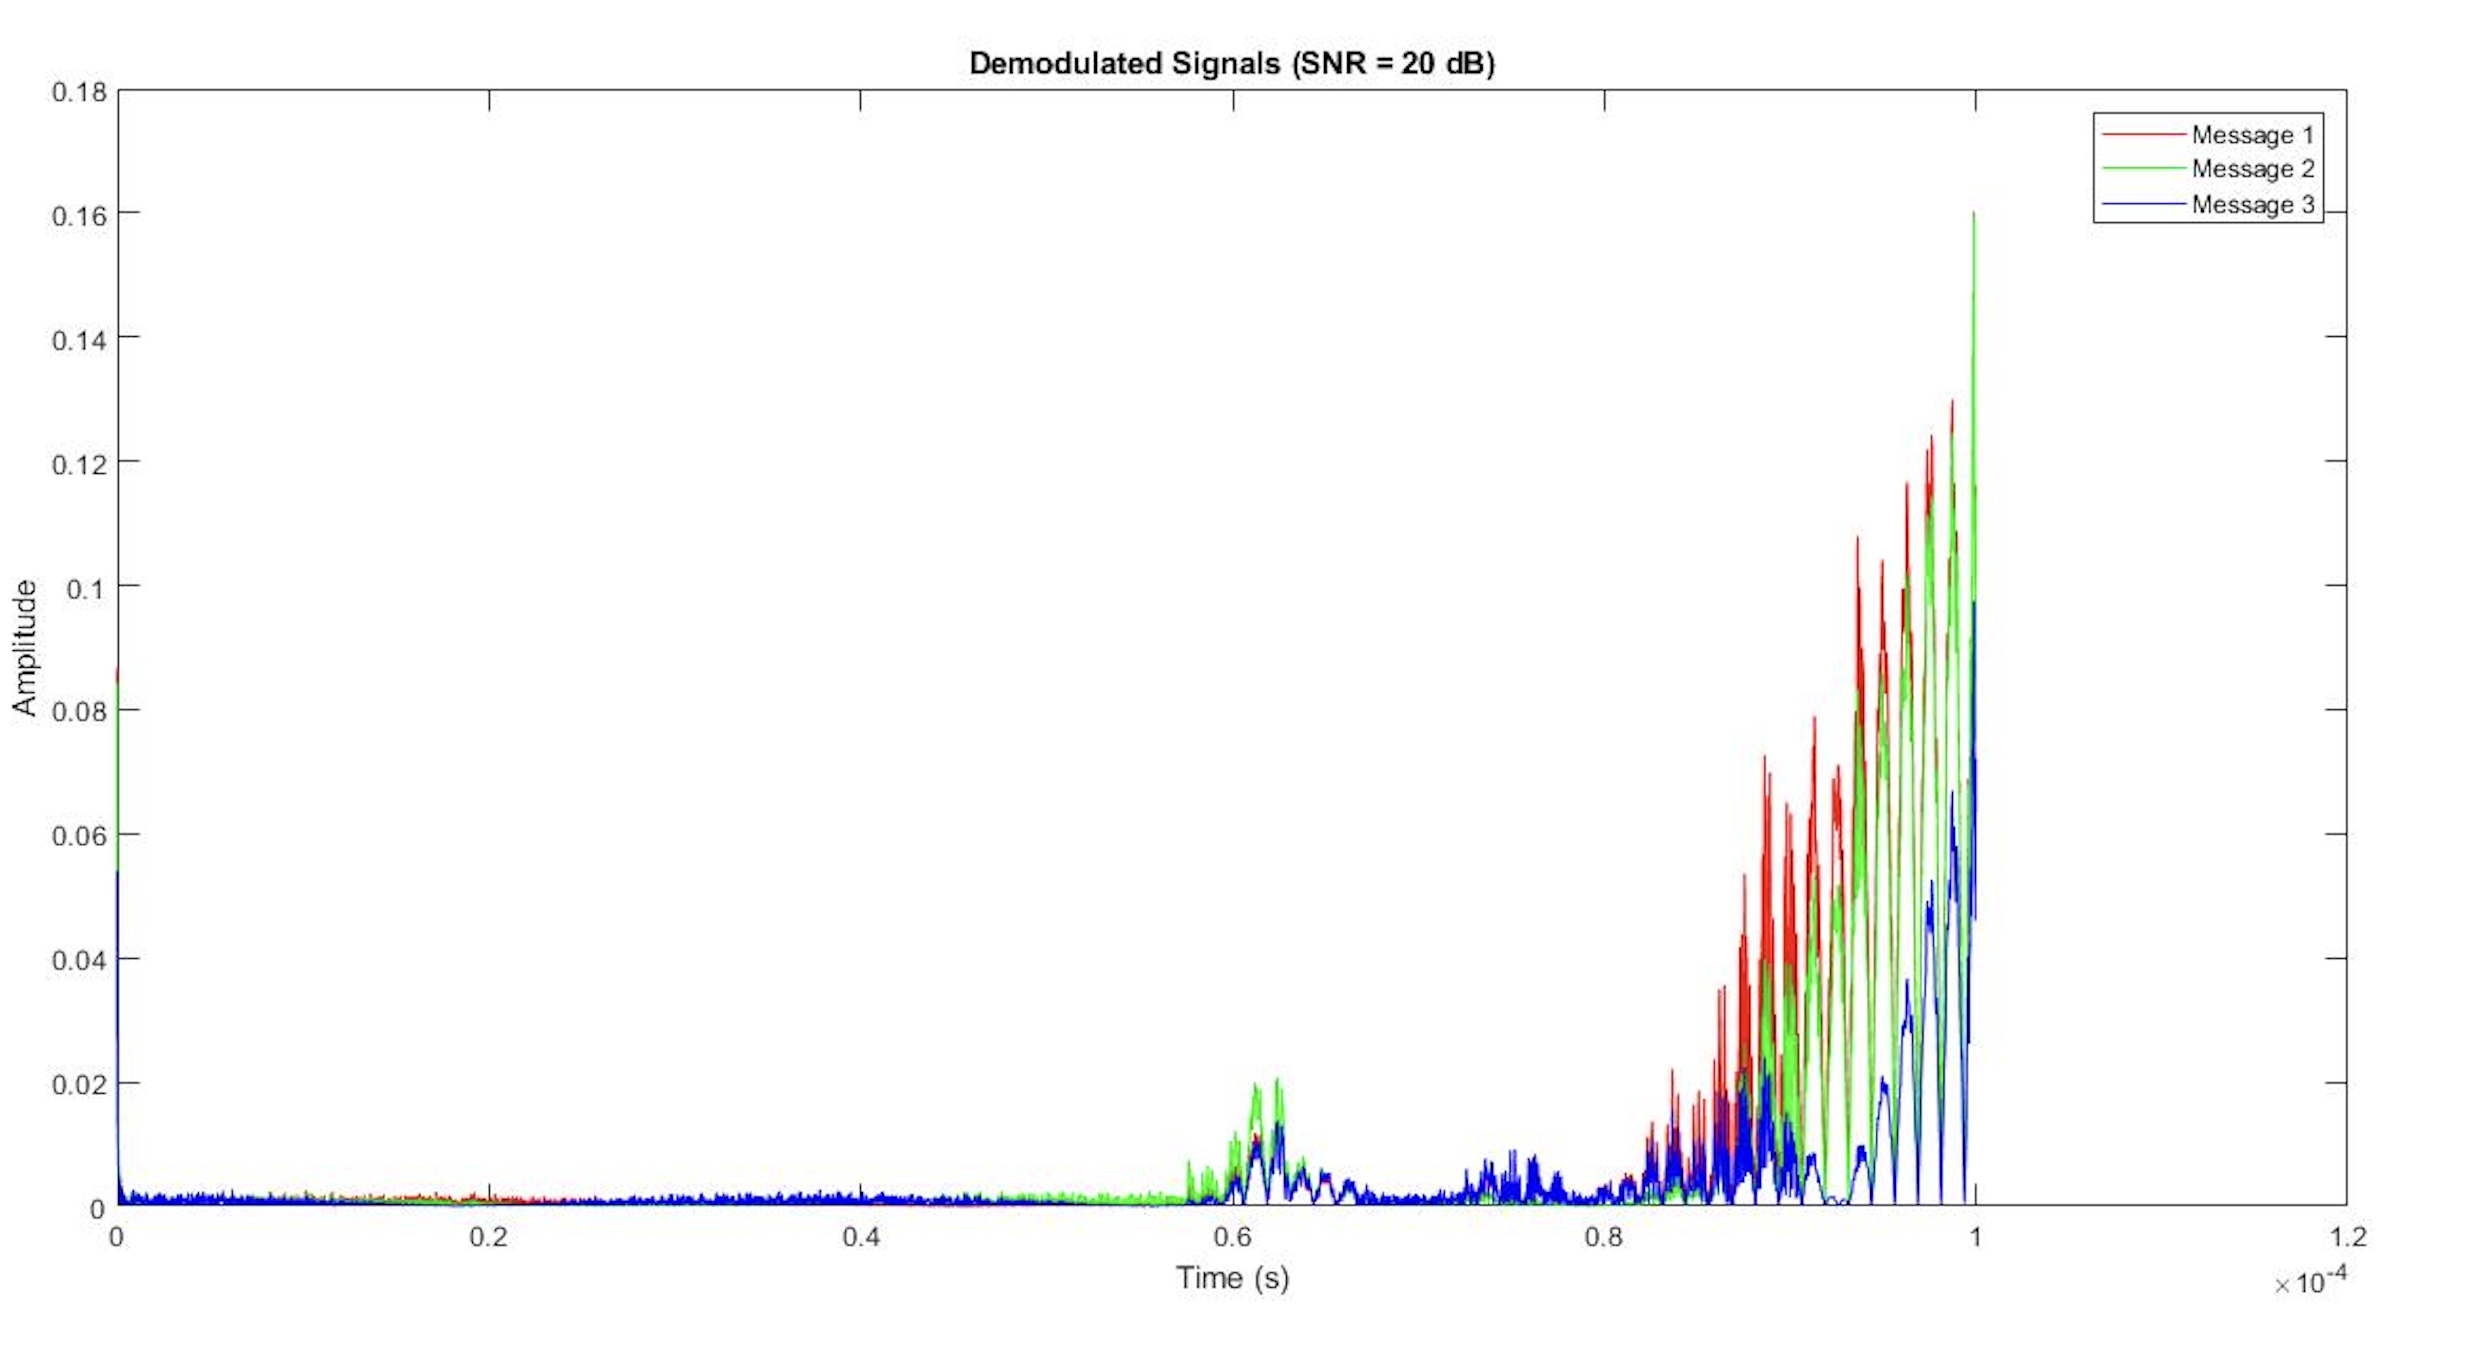 Demodulated Signals (SNR = 20 dB)
0.18
0.16
0.14
0.12
0.1
0.08
0.06
0.04
0.02
0
Amplitude
Message 1
Message 2
Message 3
0 0.2 0.4 0.6 0.8 1 1.2
Time (s)
×10⁻⁴